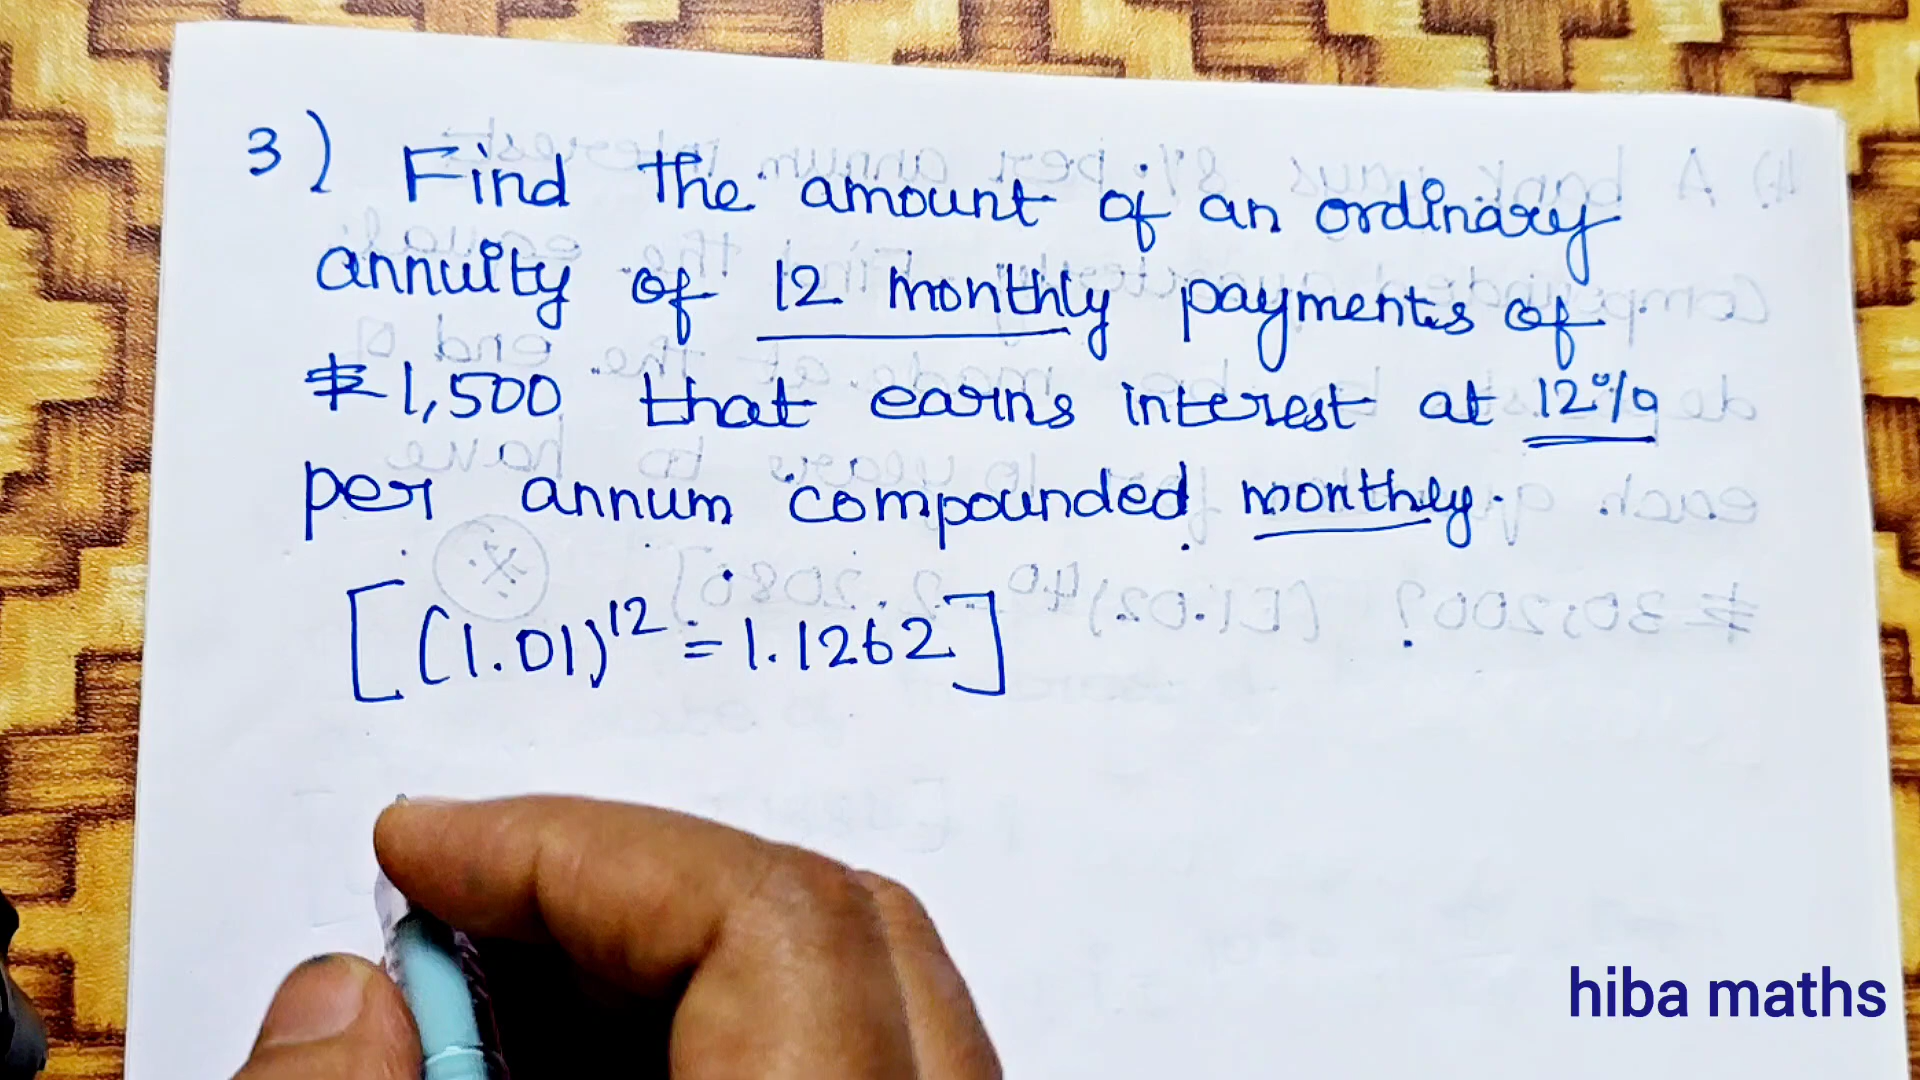 3) Find the amount of an ordinary
annuity of 12 monthly payments of
₹1,500 that earns interest at 12%
per annum compounded monthly.
[(1.01)¹² = 1.1262]
hiba maths